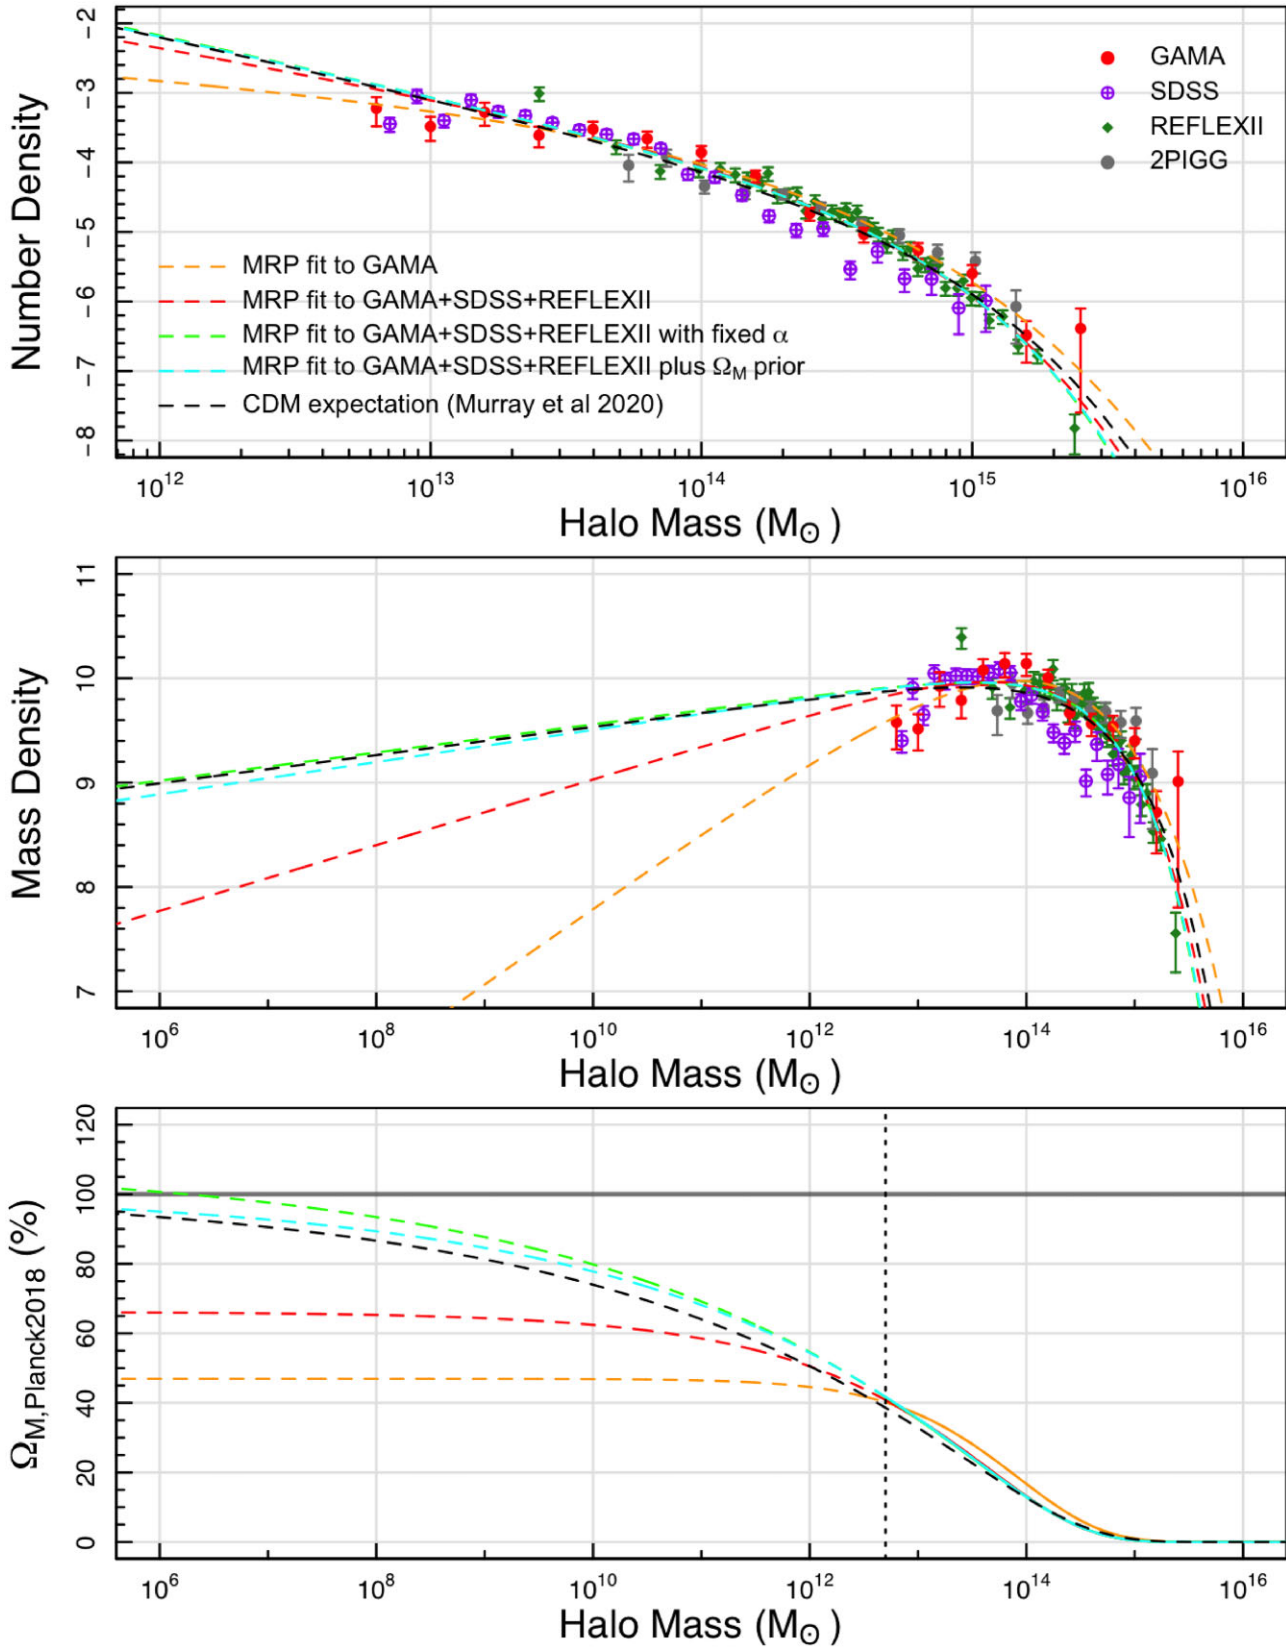 Number Density
-2
-3
-4
-5
-6
-7
-8
GAMA
SDSS
REFLEXII
2PIGG
MRP fit to GAMA
MRP fit to GAMA+SDSS+REFLEXII
MRP fit to GAMA+SDSS+REFLEXII with fixed α
MRP fit to GAMA+SDSS+REFLEXII plus Ω_M prior
CDM expectation (Murray et al 2020)
10^12 10^13 10^14 10^15 10^16
Halo Mass (M_⊙)
Mass Density
11
10
9
8
7
10^6 10^8 10^10 10^12 10^14 10^16
Halo Mass (M_⊙)
Ω_M,Planck2018 (%)
120
100
80
60
40
20
0
10^6 10^8 10^10 10^12 10^14 10^16
Halo Mass (M_⊙)